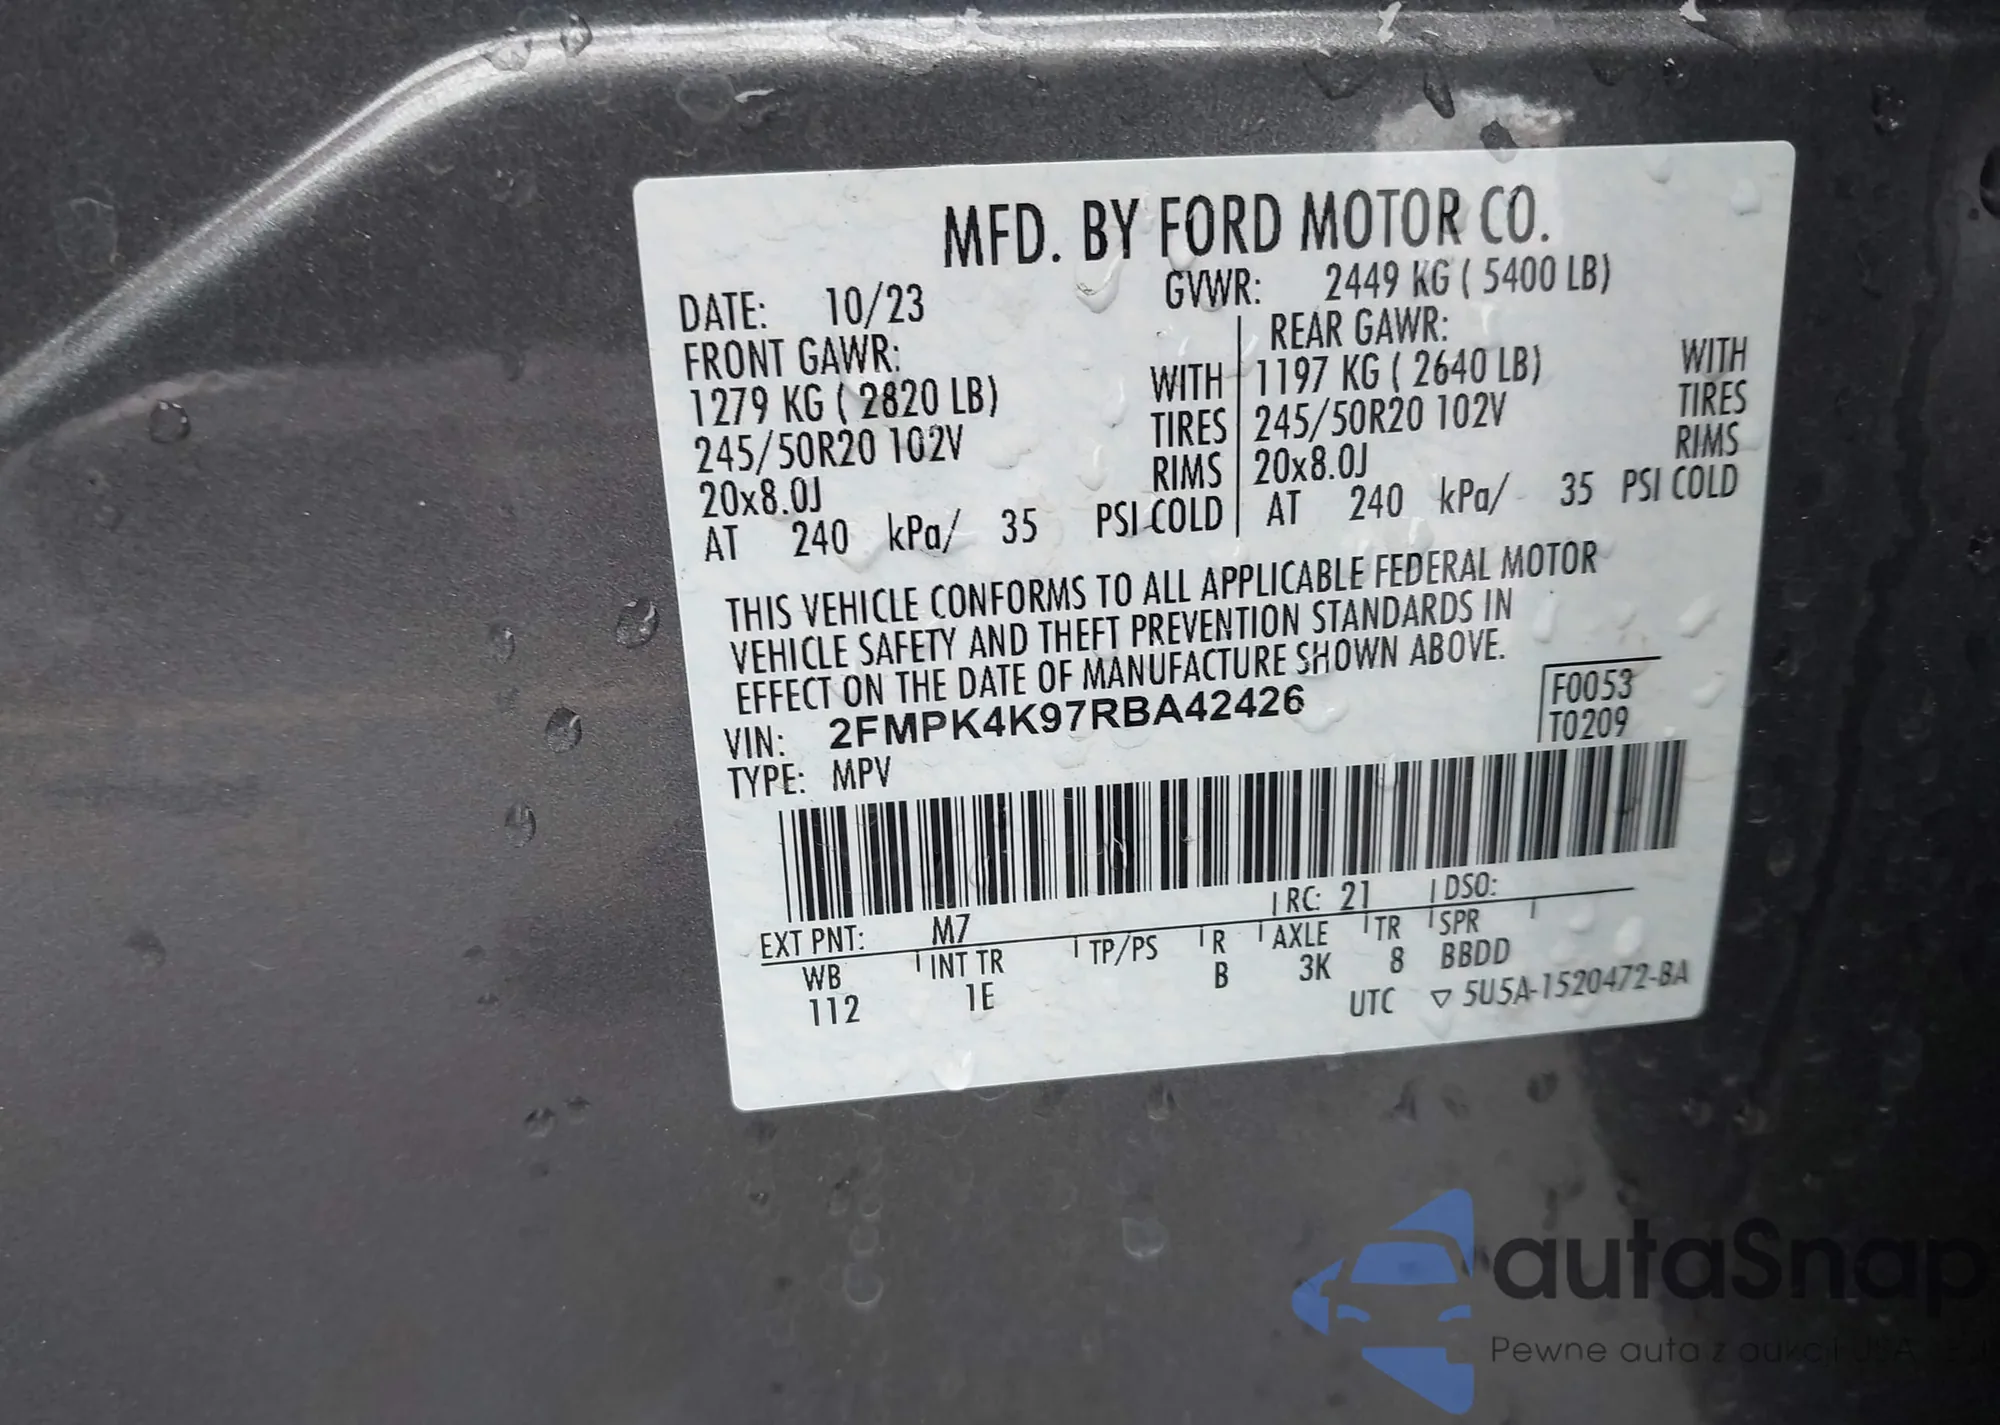 MFD. BY FORD MOTOR CO.
DATE: 10/23 GVWR: 2449 KG ( 5400 LB)
FRONT GAWR: REAR GAWR:
1279 KG ( 2820 LB) WITH 1197 KG ( 2640 LB) WITH
245/50R20 102V TIRES 245/50R20 102V TIRES
20x8.0J RIMS 20x8.0J RIMS
AT 240 kPa/ 35 PSI COLD AT 240 kPa/ 35 PSI COLD
THIS VEHICLE CONFORMS TO ALL APPLICABLE FEDERAL MOTOR
VEHICLE SAFETY AND THEFT PREVENTION STANDARDS IN
EFFECT ON THE DATE OF MANUFACTURE SHOWN ABOVE.
VIN: 2FMPK4K97RBA42426 F0053
TYPE: MPV T0209
EXT PNT: M7 RC: 21 DSO:
WB INT TR TP/PS R AXLE TR SPR
112 1E B 3K 8 BBDD
UTC ▽ 5U5A-1520472-BA
autaSnap
Pewne auta z aukcji USA